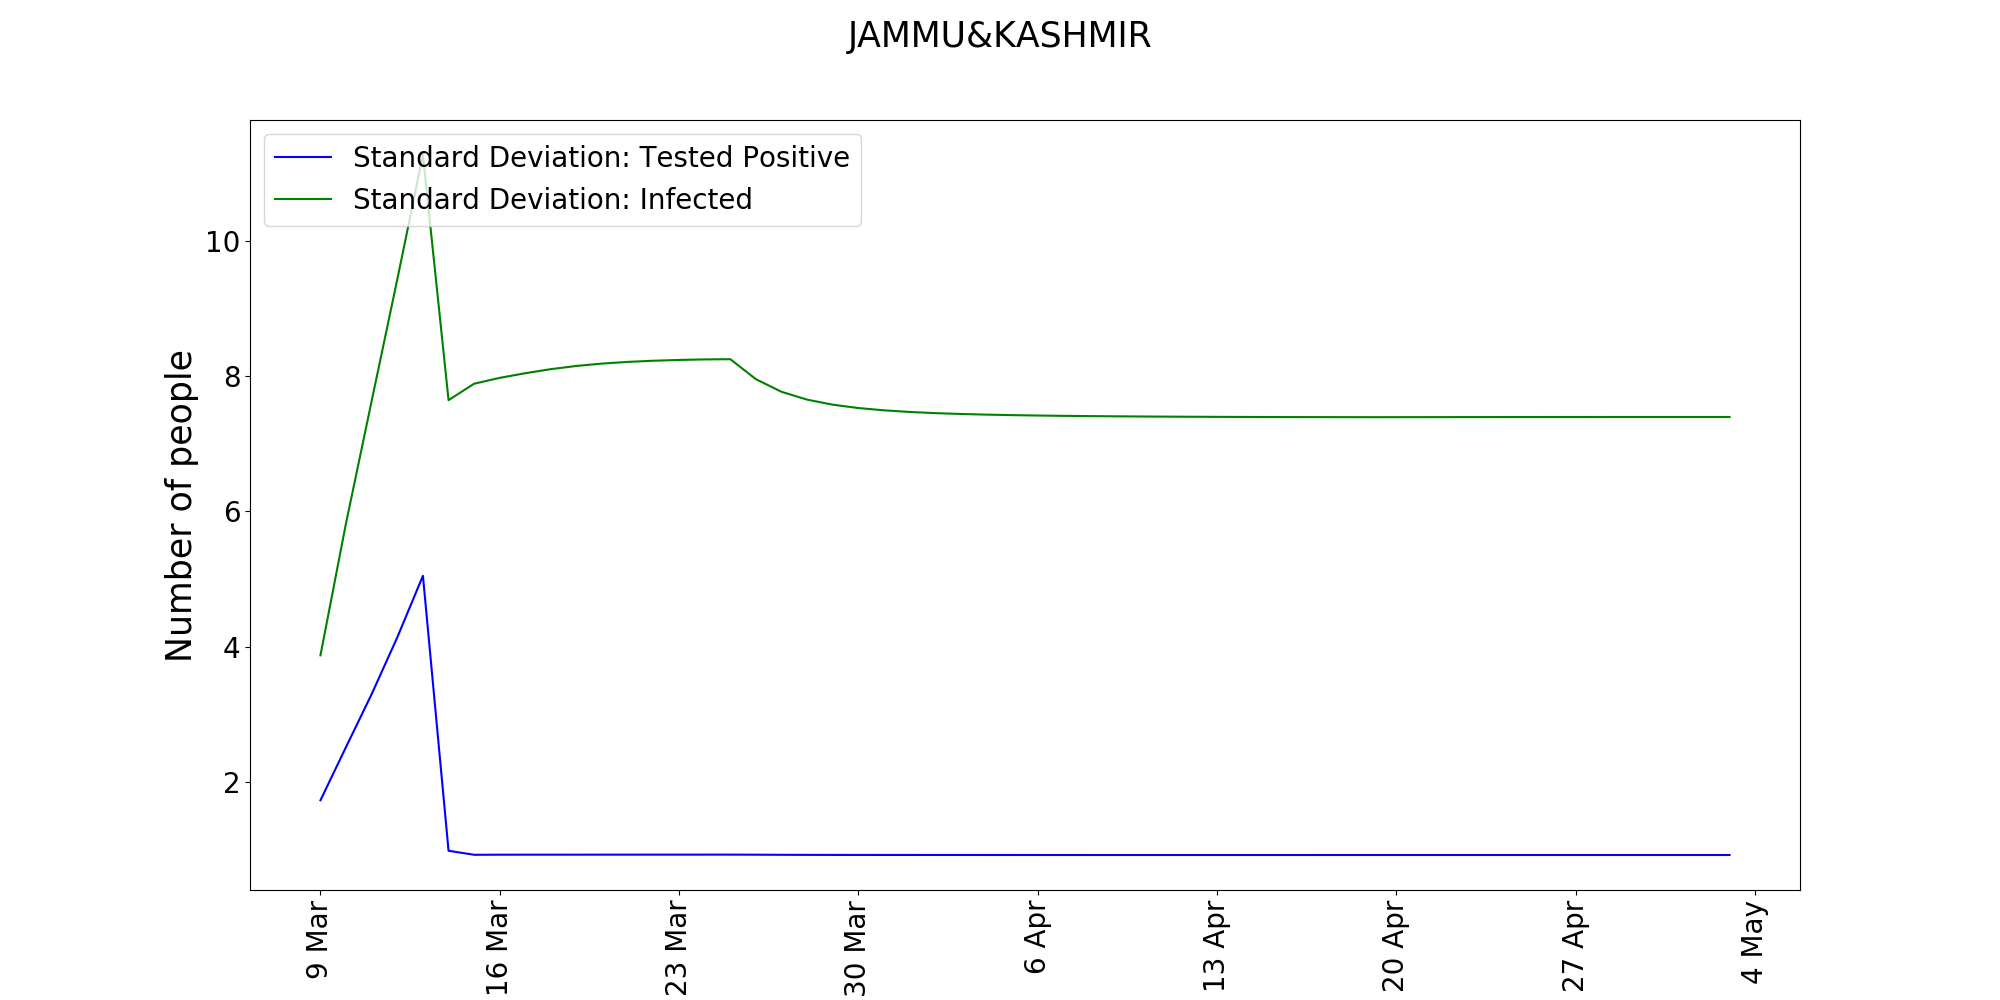 JAMMU&KASHMIR
Standard Deviation: Tested Positive
Standard Deviation: Infected
Number of people
10
8
6
4
2
9 Mar
16 Mar
23 Mar
30 Mar
6 Apr
13 Apr
20 Apr
27 Apr
4 May